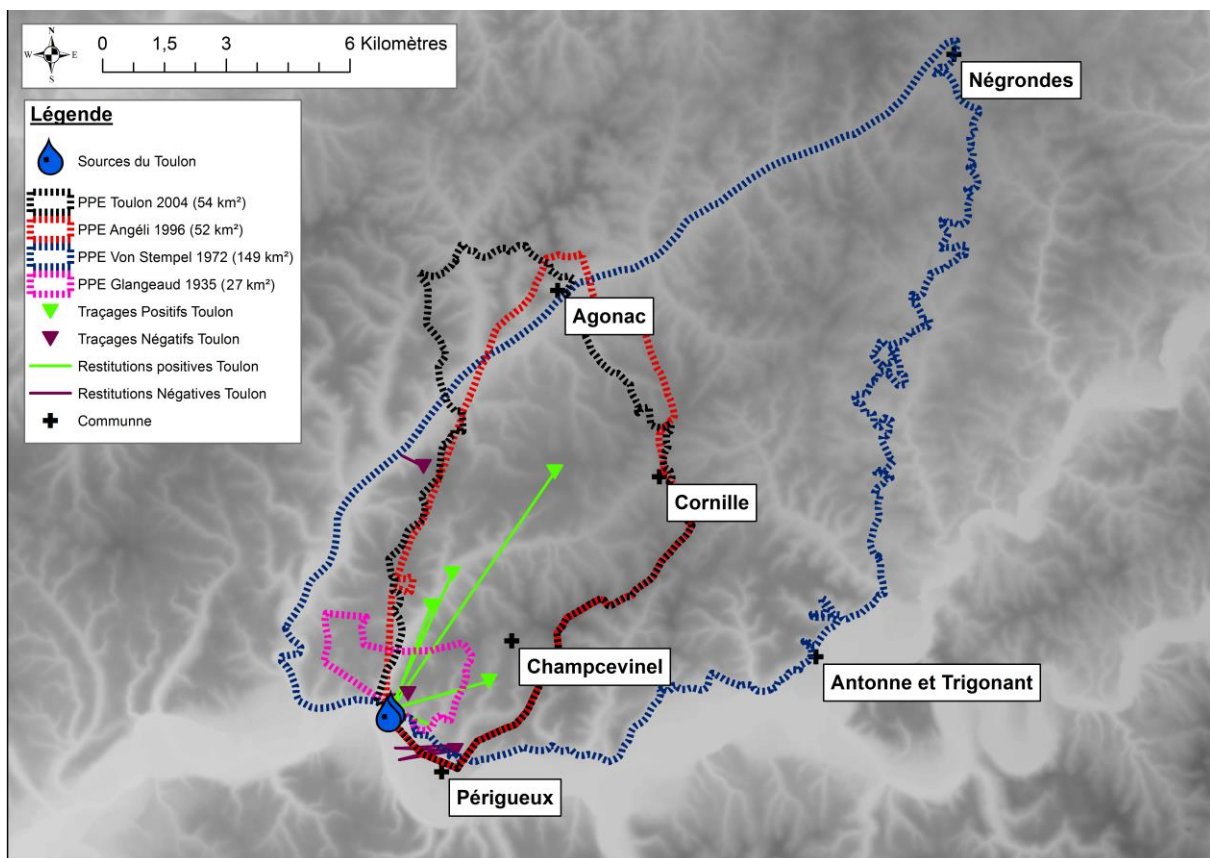 N
W E
S
0 1,5 3 6 Kilomètres
Légende
Sources du Toulon
PPE Toulon 2004 (54 km²)
PPE Angéli 1996 (52 km²)
PPE Von Stempel 1972 (149 km²)
PPE Glangeaud 1935 (27 km²)
Traçages Positifs Toulon
Traçages Négatifs Toulon
Restitutions positives Toulon
Restitutions Négatives Toulon
Communne
Négrondes
Agonac
Cornille
Champcevinel
Antonne et Trigonant
Périgueux